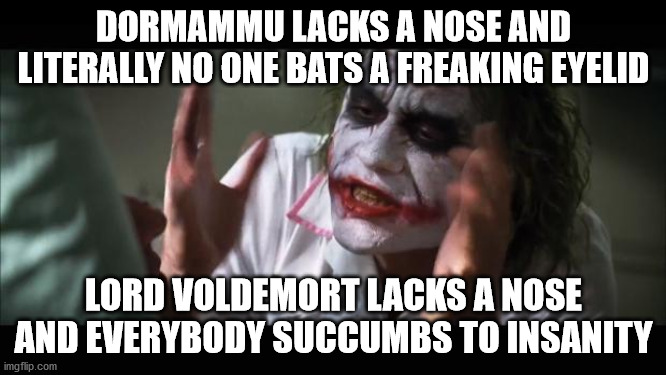 DORMAMMU LACKS A NOSE AND
LITERALLY NO ONE BATS A FREAKING EYELID
LORD VOLDEMORT LACKS A NOSE
AND EVERYBODY SUCCUMBS TO INSANITY
imgflip.com